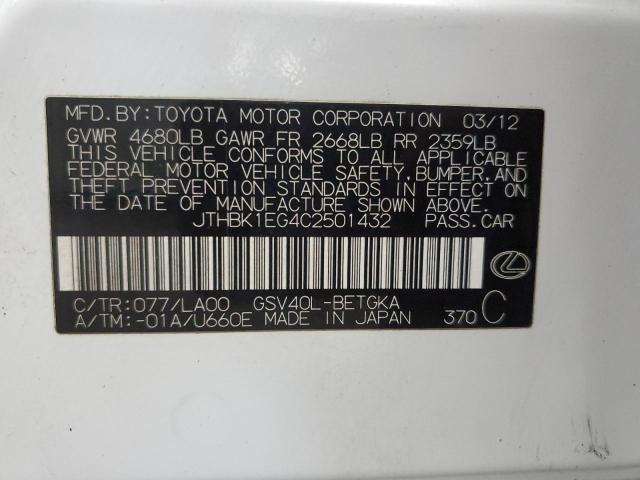 MFD. BY: TOYOTA MOTOR CORPORATION 03/12
GVWR 4680LB GAWR FR 2668LB RR 2359LB
THIS VEHICLE CONFORMS TO ALL APPLICABLE
FEDERAL MOTOR VEHICLE SAFETY, BUMPER, AND
THEFT PREVENTION STANDARDS IN EFFECT ON
THE DATE OF MANUFACTURE SHOWN ABOVE.
JTHBK1EG4C2501432 PASS. CAR
C/TR: 077/LA00 GSV40L-BETGKA
A/TM: -01A/U660E MADE IN JAPAN 370 C